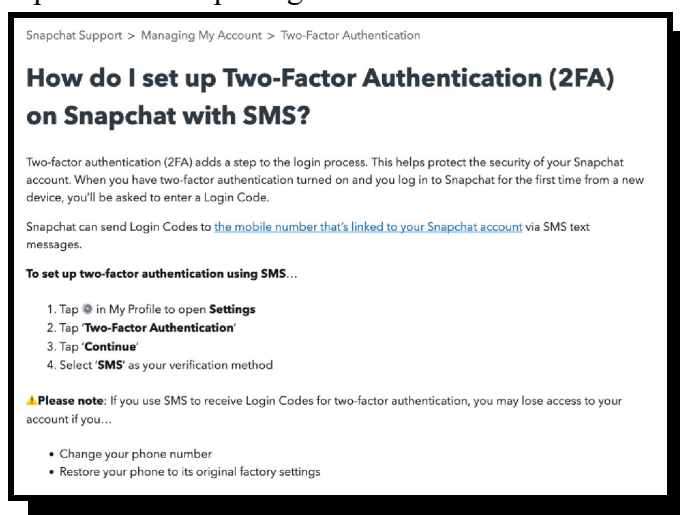 Snapchat Support > Managing My Account > Two-Factor Authentication
How do I set up Two-Factor Authentication (2FA)
on Snapchat with SMS?
Two-factor authentication (2FA) adds a step to the login process. This helps protect the security of your Snapchat
account. When you have two-factor authentication turned on and you log in to Snapchat for the first time from a new
device, you'll be asked to enter a Login Code.
Snapchat can send Login Codes to the mobile number that's linked to your Snapchat account via SMS text
messages.
To set up two-factor authentication using SMS...
1. Tap ⚙ in My Profile to open Settings
2. Tap 'Two-Factor Authentication'
3. Tap 'Continue'
4. Select 'SMS' as your verification method
⚠Please note: If you use SMS to receive Login Codes for two-factor authentication, you may lose access to your
account if you...
• Change your phone number
• Restore your phone to its original factory settings